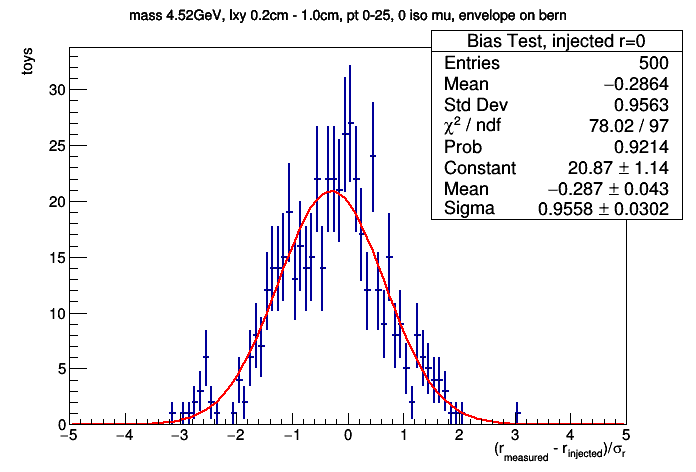 mass 4.52GeV, lxy 0.2cm - 1.0cm, pt 0-25, 0 iso mu, envelope on bern
Bias Test, injected r=0
Entries 500
Mean −0.2864
Std Dev 0.9563
χ² / ndf 78.02 / 97
Prob 0.9214
Constant 20.87 ± 1.14
Mean −0.287 ± 0.043
Sigma 0.9558 ± 0.0302
toys
30
25
20
15
10
5
0
−5 −4 −3 −2 −1 0 1 2 3 4 5
(r_measured - r_injected)/σ_r